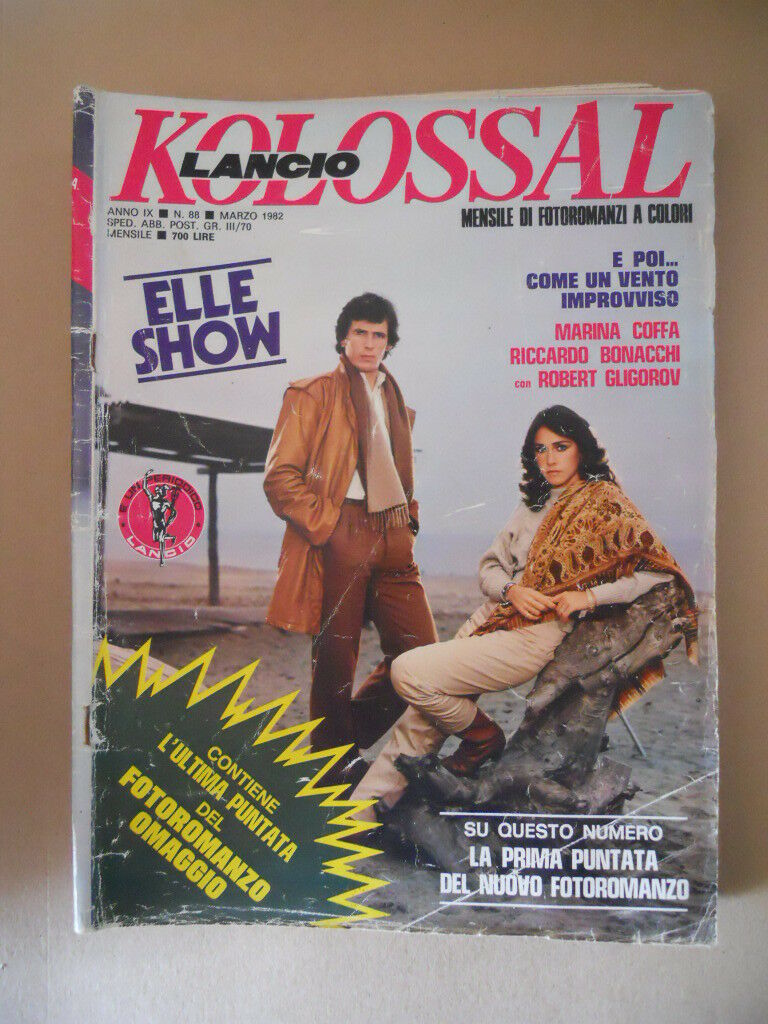 KOLOSSAL
LANCIO
ANNO IX ■ N. 88 ■ MARZO 1982
SPED. ABB. POST. GR. III/70
MENSILE ■ 700 LIRE
MENSILE DI FOTOROMANZI A COLORI
ELLE
SHOW
E POI...
COME UN VENTO
IMPROVVISO
MARINA COFFA
RICCARDO BONACCHI
con ROBERT GLIGOROV
È UN PERIODICO
LANCIO
CONTIENE
L'ULTIMA PUNTATA
DEL
FOTOROMANZO
OMAGGIO
SU QUESTO NUMERO
LA PRIMA PUNTATA
DEL NUOVO FOTOROMANZO